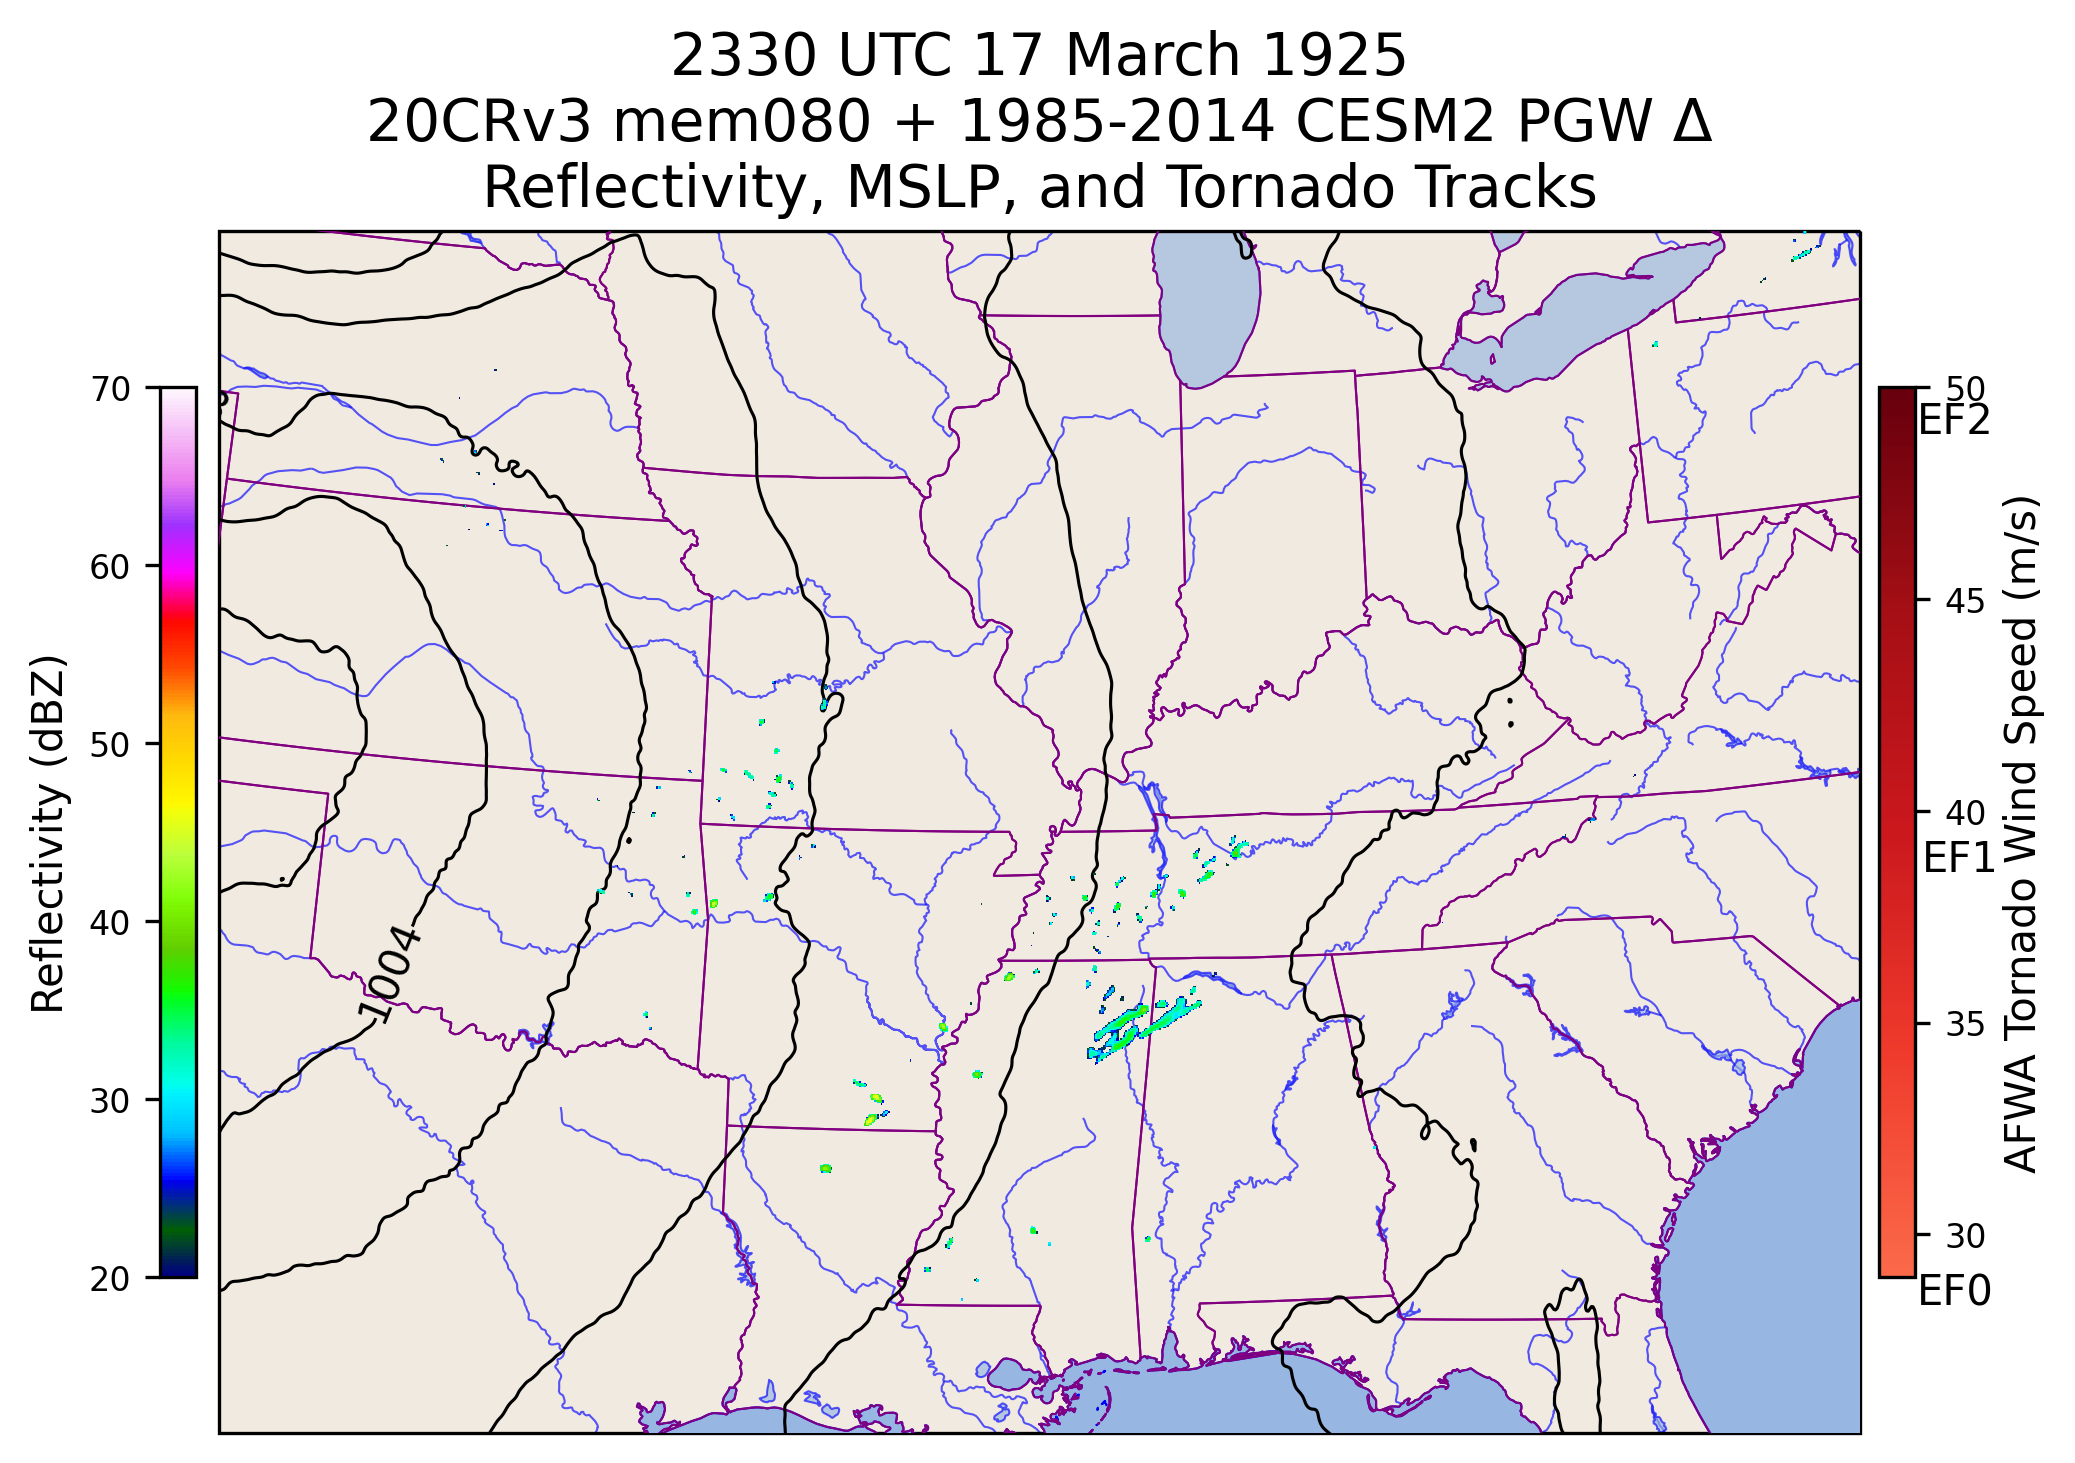 2330 UTC 17 March 1925
20CRv3 mem080 + 1985-2014 CESM2 PGW Δ
Reflectivity, MSLP, and Tornado Tracks
Reflectivity (dBZ)
70
60
50
40
30
20
1004
50
EF2
45
40
EF1
35
30
EF0
AFWA Tornado Wind Speed (m/s)